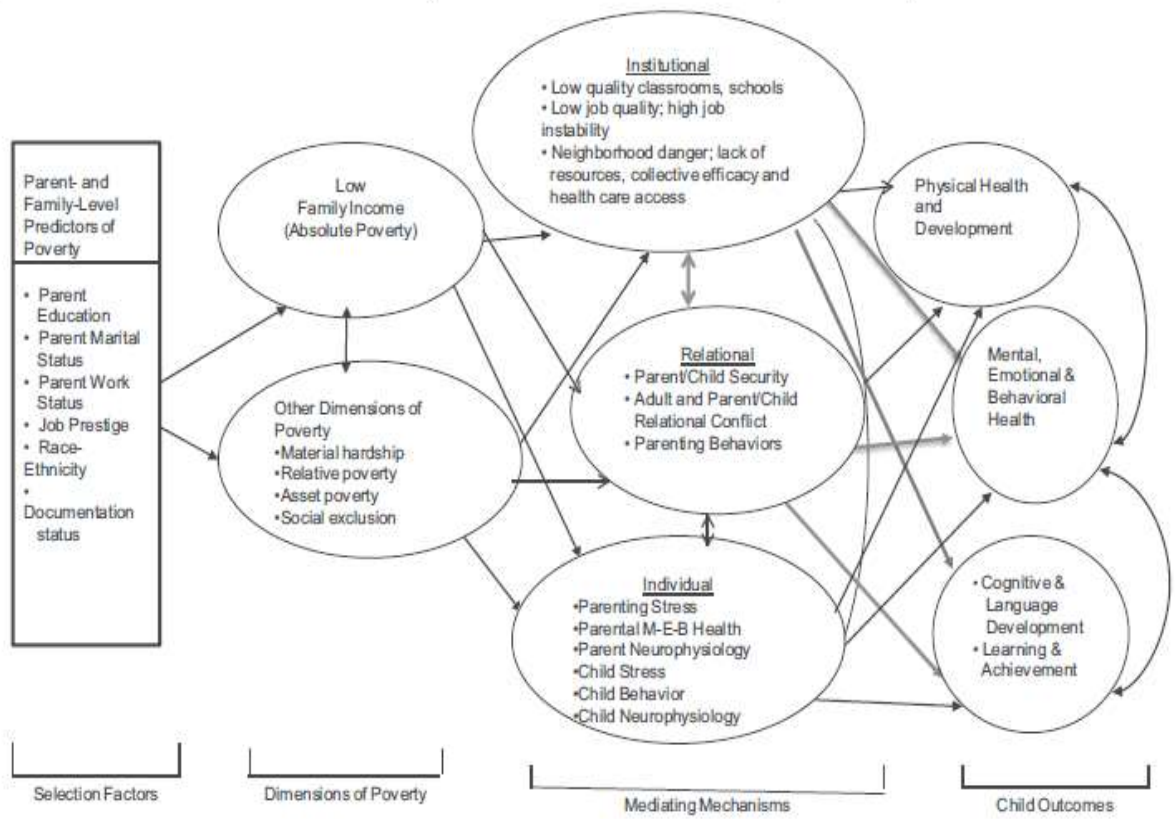 Parent- and
Family-Level
Predictors of
Poverty
• Parent
Education
• Parent Marital
Status
• Parent Work
Status
• Job Prestige
• Race-
Ethnicity
•
Documentation
status
Low
Family Income
(Absolute Poverty)
Other Dimensions of
Poverty
•Material hardship
•Relative poverty
•Asset poverty
•Social exclusion
Institutional
• Low quality classrooms, schools
• Low job quality; high job
instability
• Neighborhood danger; lack of
resources, collective efficacy and
health care access
Relational
• Parent/Child Security
• Adult and Parent/Child
Relational Conflict
• Parenting Behaviors
Individual
•Parenting Stress
•Parental M-E-B Health
•Parent Neurophysiology
•Child Stress
•Child Behavior
•Child Neurophysiology
Physical Health
and
Development
Mental,
Emotional &
Behavioral
Health
• Cognitive &
Language
Development
• Learning &
Achievement
Selection Factors
Dimensions of Poverty
Mediating Mechanisms
Child Outcomes